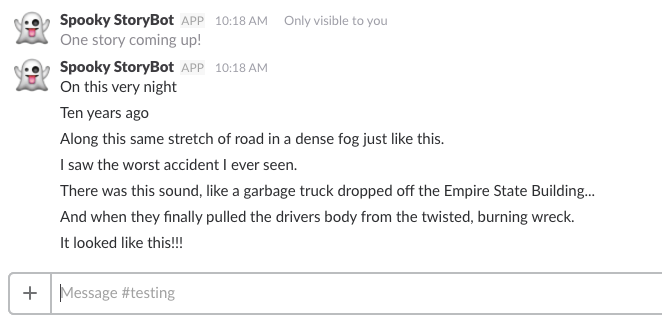 Spooky StoryBot APP 10:18 AM Only visible to you
One story coming up!
Spooky StoryBot APP 10:18 AM
On this very night
Ten years ago
Along this same stretch of road in a dense fog just like this.
I saw the worst accident I ever seen.
There was this sound, like a garbage truck dropped off the Empire State Building...
And when they finally pulled the drivers body from the twisted, burning wreck.
It looked like this!!!
+ Message #testing